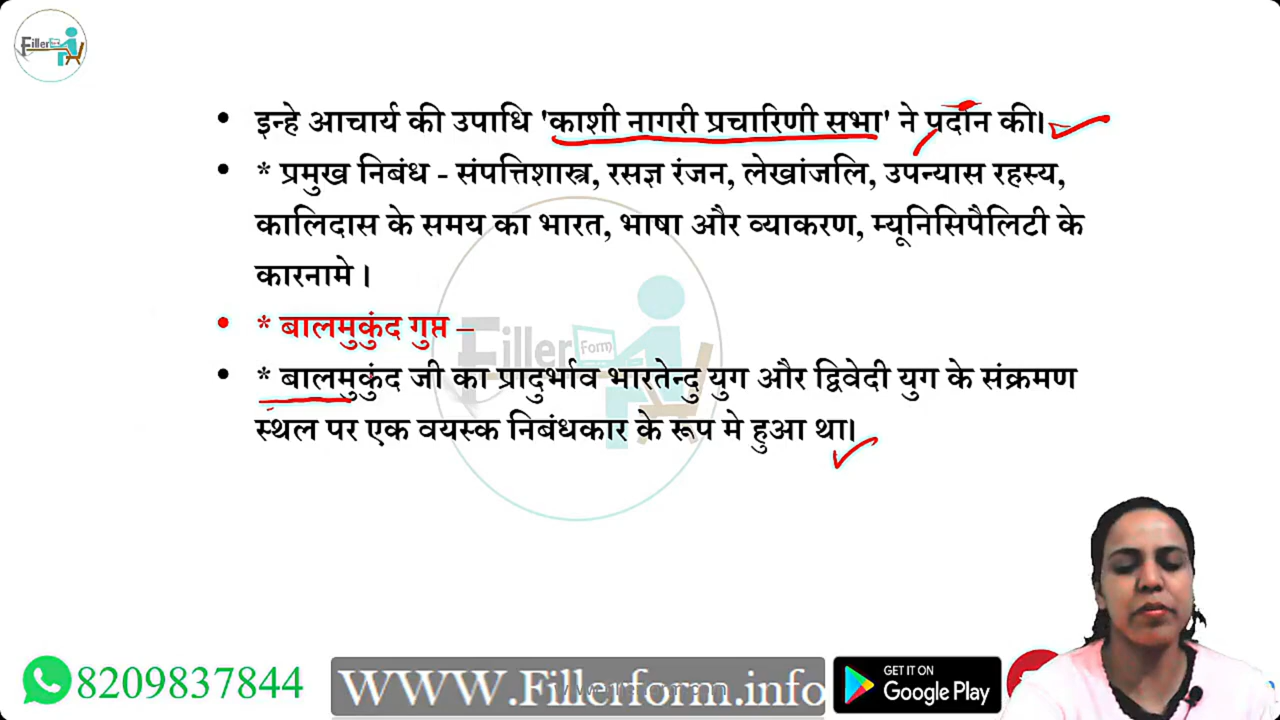 Filler
• इन्हे आचार्य की उपाधि 'काशी नागरी प्रचारिणी सभा' ने प्रदान की।
• * प्रमुख निबंध - संपत्तिशास्त्र, रसज्ञ रंजन, लेखांजलि, उपन्यास रहस्य,
कालिदास के समय का भारत, भाषा और व्याकरण, म्यूनिसिपैलिटी के
कारनामे ।
• * बालमुकुंद गुप्त –
Filler Form
• * बालमुकुंद जी का प्रादुर्भाव भारतेन्दु युग और द्विवेदी युग के संक्रमण
स्थल पर एक वयस्क निबंधकार के रूप मे हुआ था।
8209837844
www.Fillerform.info
GET IT ON
Google Play